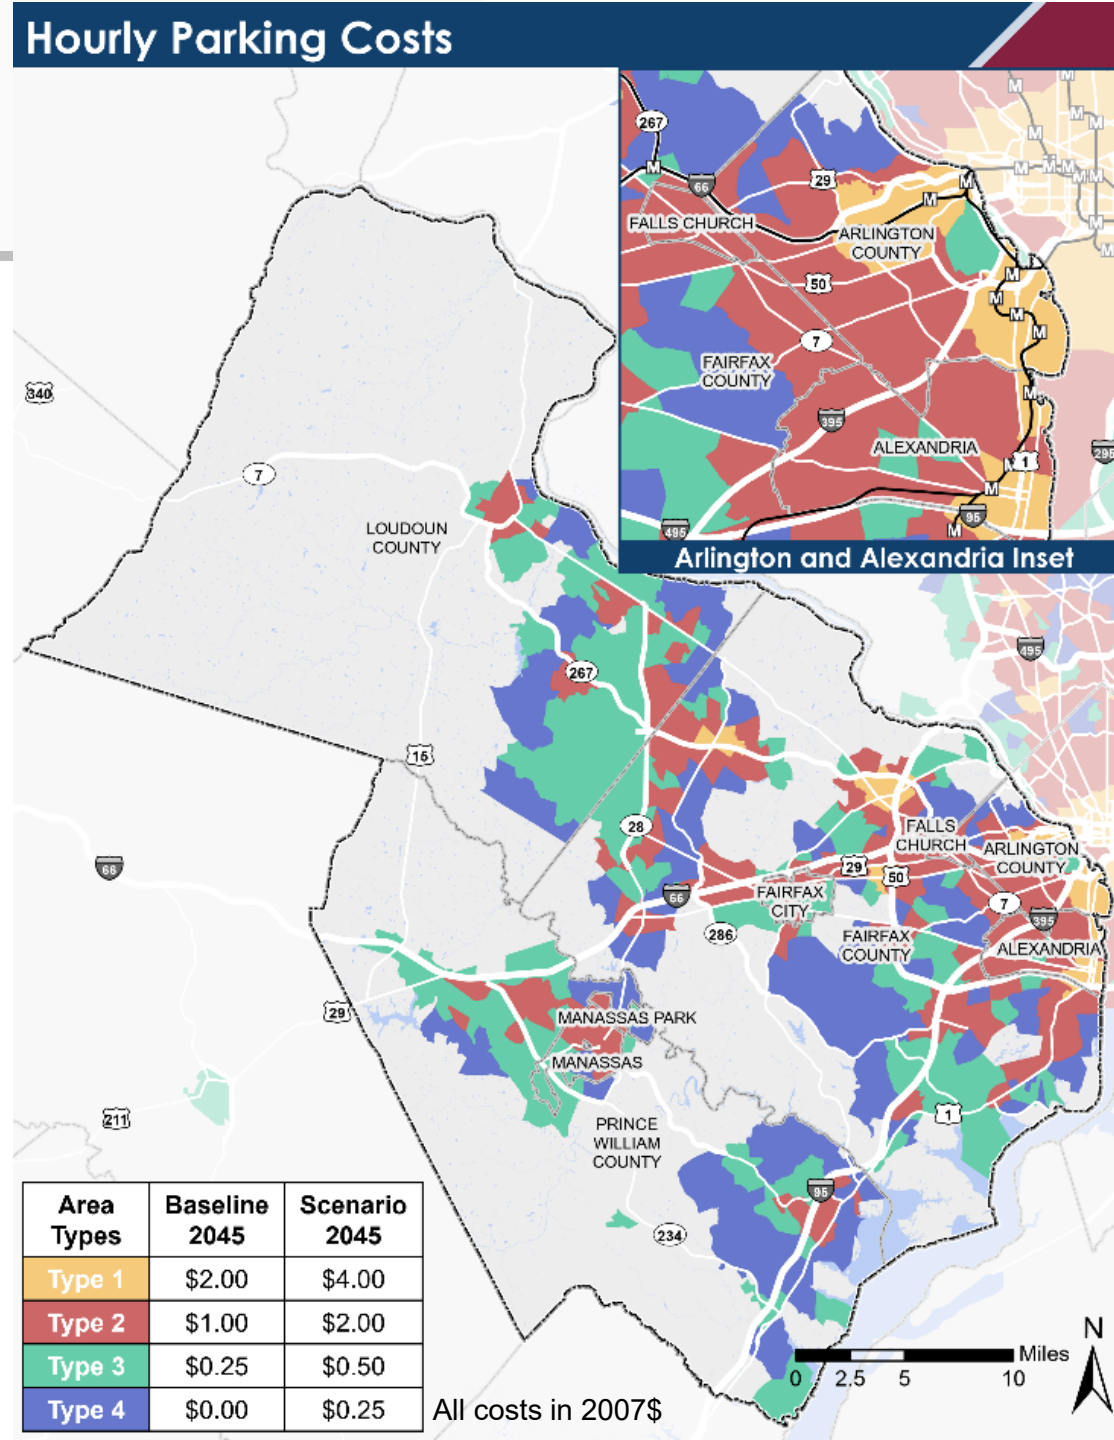 Hourly Parking Costs
267
M
66
29
M
M
M
M
M
M
M
M
M
M
M
M
FALLS CHURCH
ARLINGTON
COUNTY
50
M
M
M
M
7
FAIRFAX
COUNTY
M
395
ALEXANDRIA
295
M
1
M
95
M
495
Arlington and Alexandria Inset
340
7
LOUDOUN
COUNTY
495
267
15
28
FALLS
CHURCH
ARLINGTON
COUNTY
66
29
50
66
FAIRFAX
CITY
7
395
286
FAIRFAX
COUNTY
ALEXANDRIA
29
MANASSAS PARK
MANASSAS
211
1
PRINCE
WILLIAM
COUNTY
95
234
Area Types Baseline 2045 Scenario 2045
Type 1 $2.00 $4.00
Type 2 $1.00 $2.00
Type 3 $0.25 $0.50
Type 4 $0.00 $0.25
All costs in 2007$
N
Miles
0 2.5 5 10